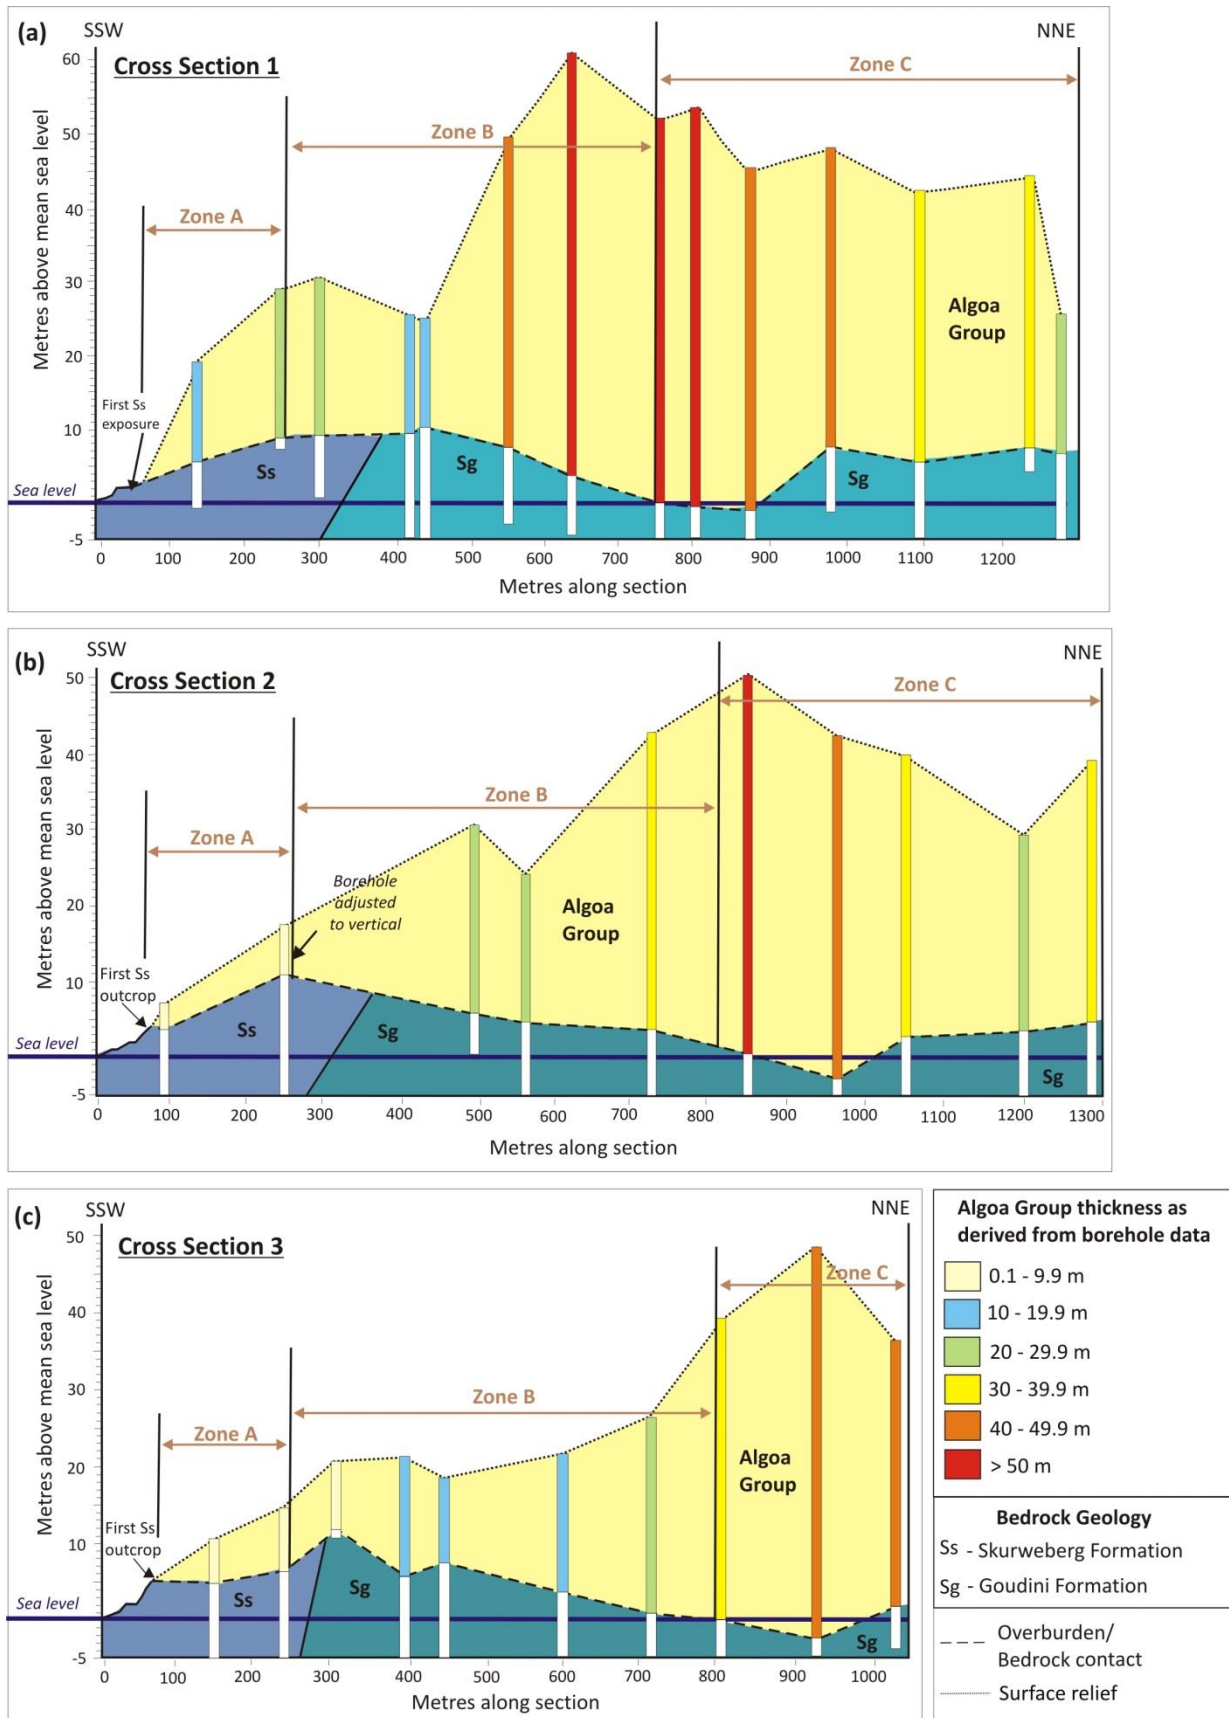 (a)
SSW
NNE
Cross Section 1
Zone A
Zone B
Zone C
Metres above mean sea level
60
50
40
30
20
10
-5
First Ss
exposure
Sea level
Ss
Sg
Sg
Algoa
Group
0 100 200 300 400 500 600 700 800 900 1000 1100 1200
Metres along section
(b)
SSW
NNE
Cross Section 2
Zone A
Zone B
Zone C
Metres above mean sea level
50
40
30
20
10
-5
Borehole
adjusted
to vertical
First Ss
outcrop
Sea level
Ss
Sg
Sg
Algoa
Group
0 100 200 300 400 500 600 700 800 900 1000 1100 1200 1300
Metres along section
(c)
SSW
NNE
Cross Section 3
Zone A
Zone B
Zone C
Metres above mean sea level
50
40
30
20
10
-5
First Ss
outcrop
Sea level
Ss
Sg
Sg
Algoa
Group
0 100 200 300 400 500 600 700 800 900 1000
Metres along section
Algoa Group thickness as
derived from borehole data
0.1 - 9.9 m
10 - 19.9 m
20 - 29.9 m
30 - 39.9 m
40 - 49.9 m
> 50 m
Bedrock Geology
Ss - Skurweberg Formation
Sg - Goudini Formation
Overburden/
Bedrock contact
Surface relief